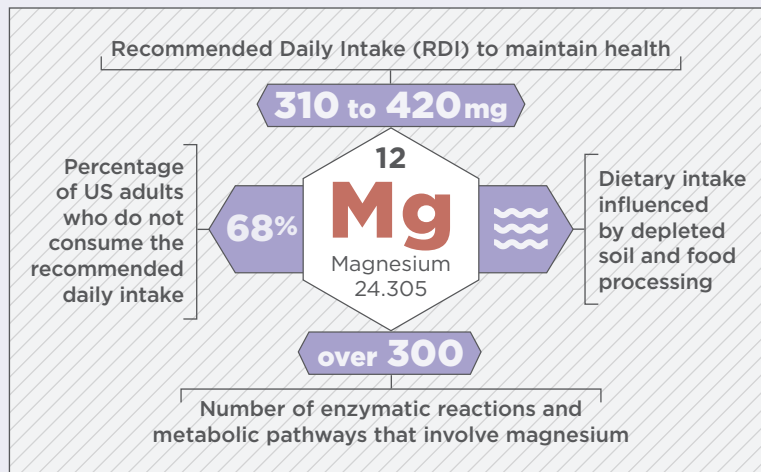 Recommended Daily Intake (RDI) to maintain health
310 to 420 mg
Percentage
of US adults
who do not
consume the
recommended
daily intake
68%
12
Mg
Magnesium
24.305
Dietary intake
influenced
by depleted
soil and food
processing
over 300
Number of enzymatic reactions and
metabolic pathways that involve magnesium